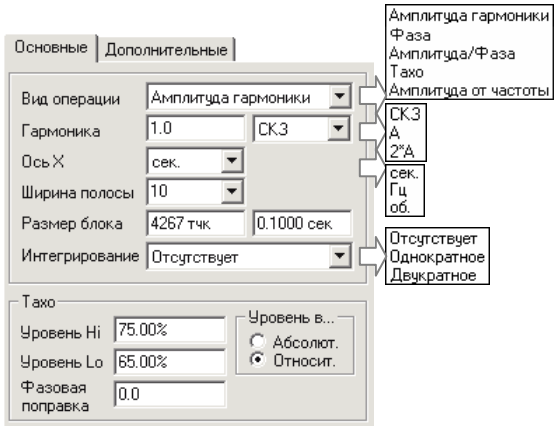 Амплитуда гармоники
Фаза
Амплитуда/Фаза
Тахо
Амплитуда от частоты
Основные Дополнительные
Вид операции Амплитуда гармоники
СКЗ
А
2*А
Гармоника 1.0 СКЗ
Ось X сек.
сек.
Гц
об.
Ширина полосы 10
Размер блока 4267 тчк 0.1000 сек
Интегрирование Отсутствует
Отсутствует
Однократное
Двукратное
Тахо
Уровень Hi 75.00%
Уровень Lo 65.00%
Фазовая поправка 0.0
Уровень в...
Абсолют.
Относит.